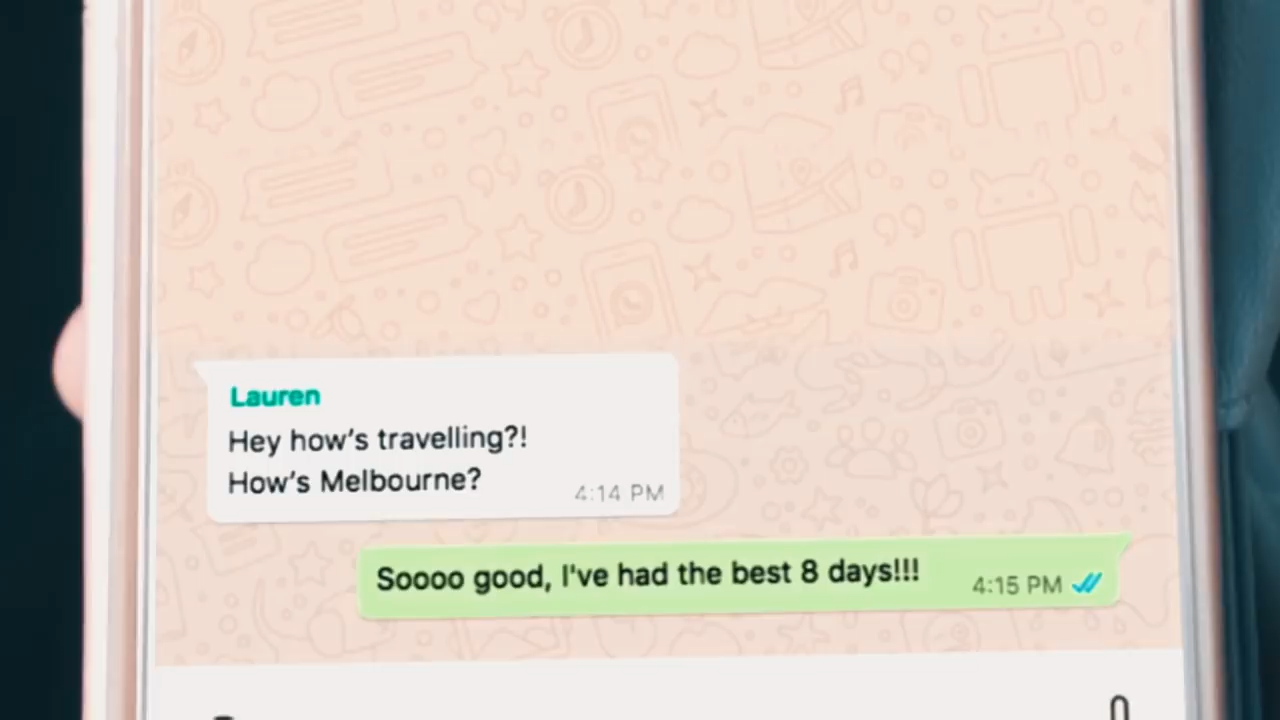 Lauren
Hey how's travelling?!
How's Melbourne?
4:14 PM
Soooo good, I've had the best 8 days!!!
4:15 PM